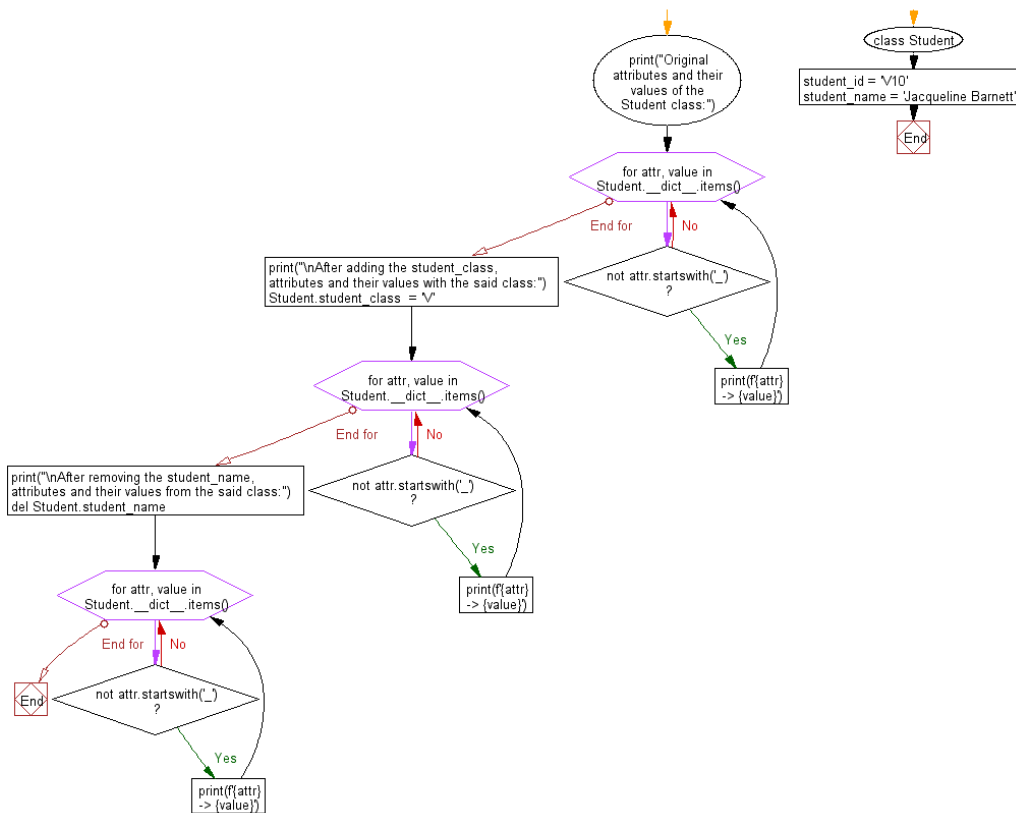 print("Original
attributes and their
values of the
Student class:")
for attr, value in
Student.__dict__.items()
End for
No
not attr.startswith('_')
?
Yes
print(f'{attr}
-> {value}')
print("\nAfter adding the student_class,
attributes and their values with the said class:")
Student.student_class  = 'V'
for attr, value in
Student.__dict__.items()
End for
No
not attr.startswith('_')
?
Yes
print(f'{attr}
-> {value}')
print("\nAfter removing the student_name,
attributes and their values from the said class:")
del Student.student_name
for attr, value in
Student.__dict__.items()
End for
No
End
not attr.startswith('_')
?
Yes
print(f'{attr}
-> {value}')
class Student
student_id = 'V10'
student_name = 'Jacqueline Barnett'
End